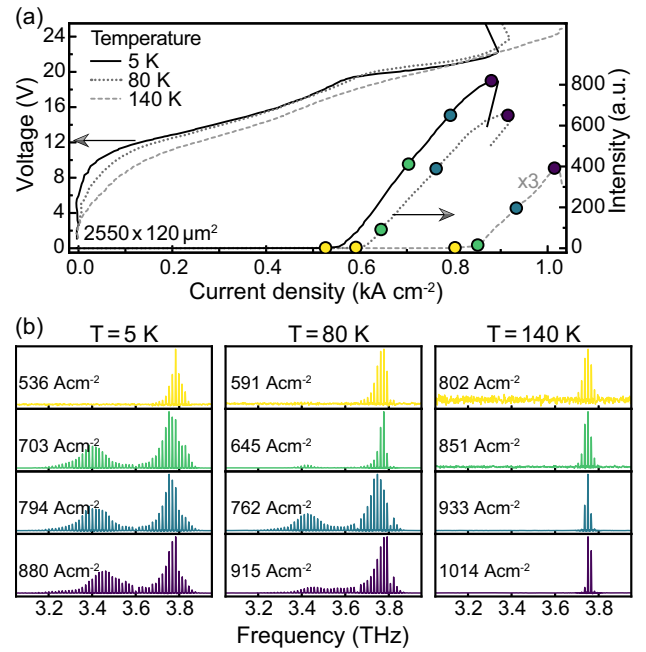 (a)
Temperature
5 K
80 K
140 K
24
20
16
12
8
4
0
Voltage (V)
800
600
400
200
0
Intensity (a.u.)
x3
2550 x 120 μm²
0.0 0.2 0.4 0.6 0.8 1.0
Current density (kA cm⁻²)
(b)
T = 5 K T = 80 K T = 140 K
536 Acm⁻² 591 Acm⁻² 802 Acm⁻²
703 Acm⁻² 645 Acm⁻² 851 Acm⁻²
794 Acm⁻² 762 Acm⁻² 933 Acm⁻²
880 Acm⁻² 915 Acm⁻² 1014 Acm⁻²
3.2 3.4 3.6 3.8 3.2 3.4 3.6 3.8 3.2 3.4 3.6 3.8
Frequency (THz)